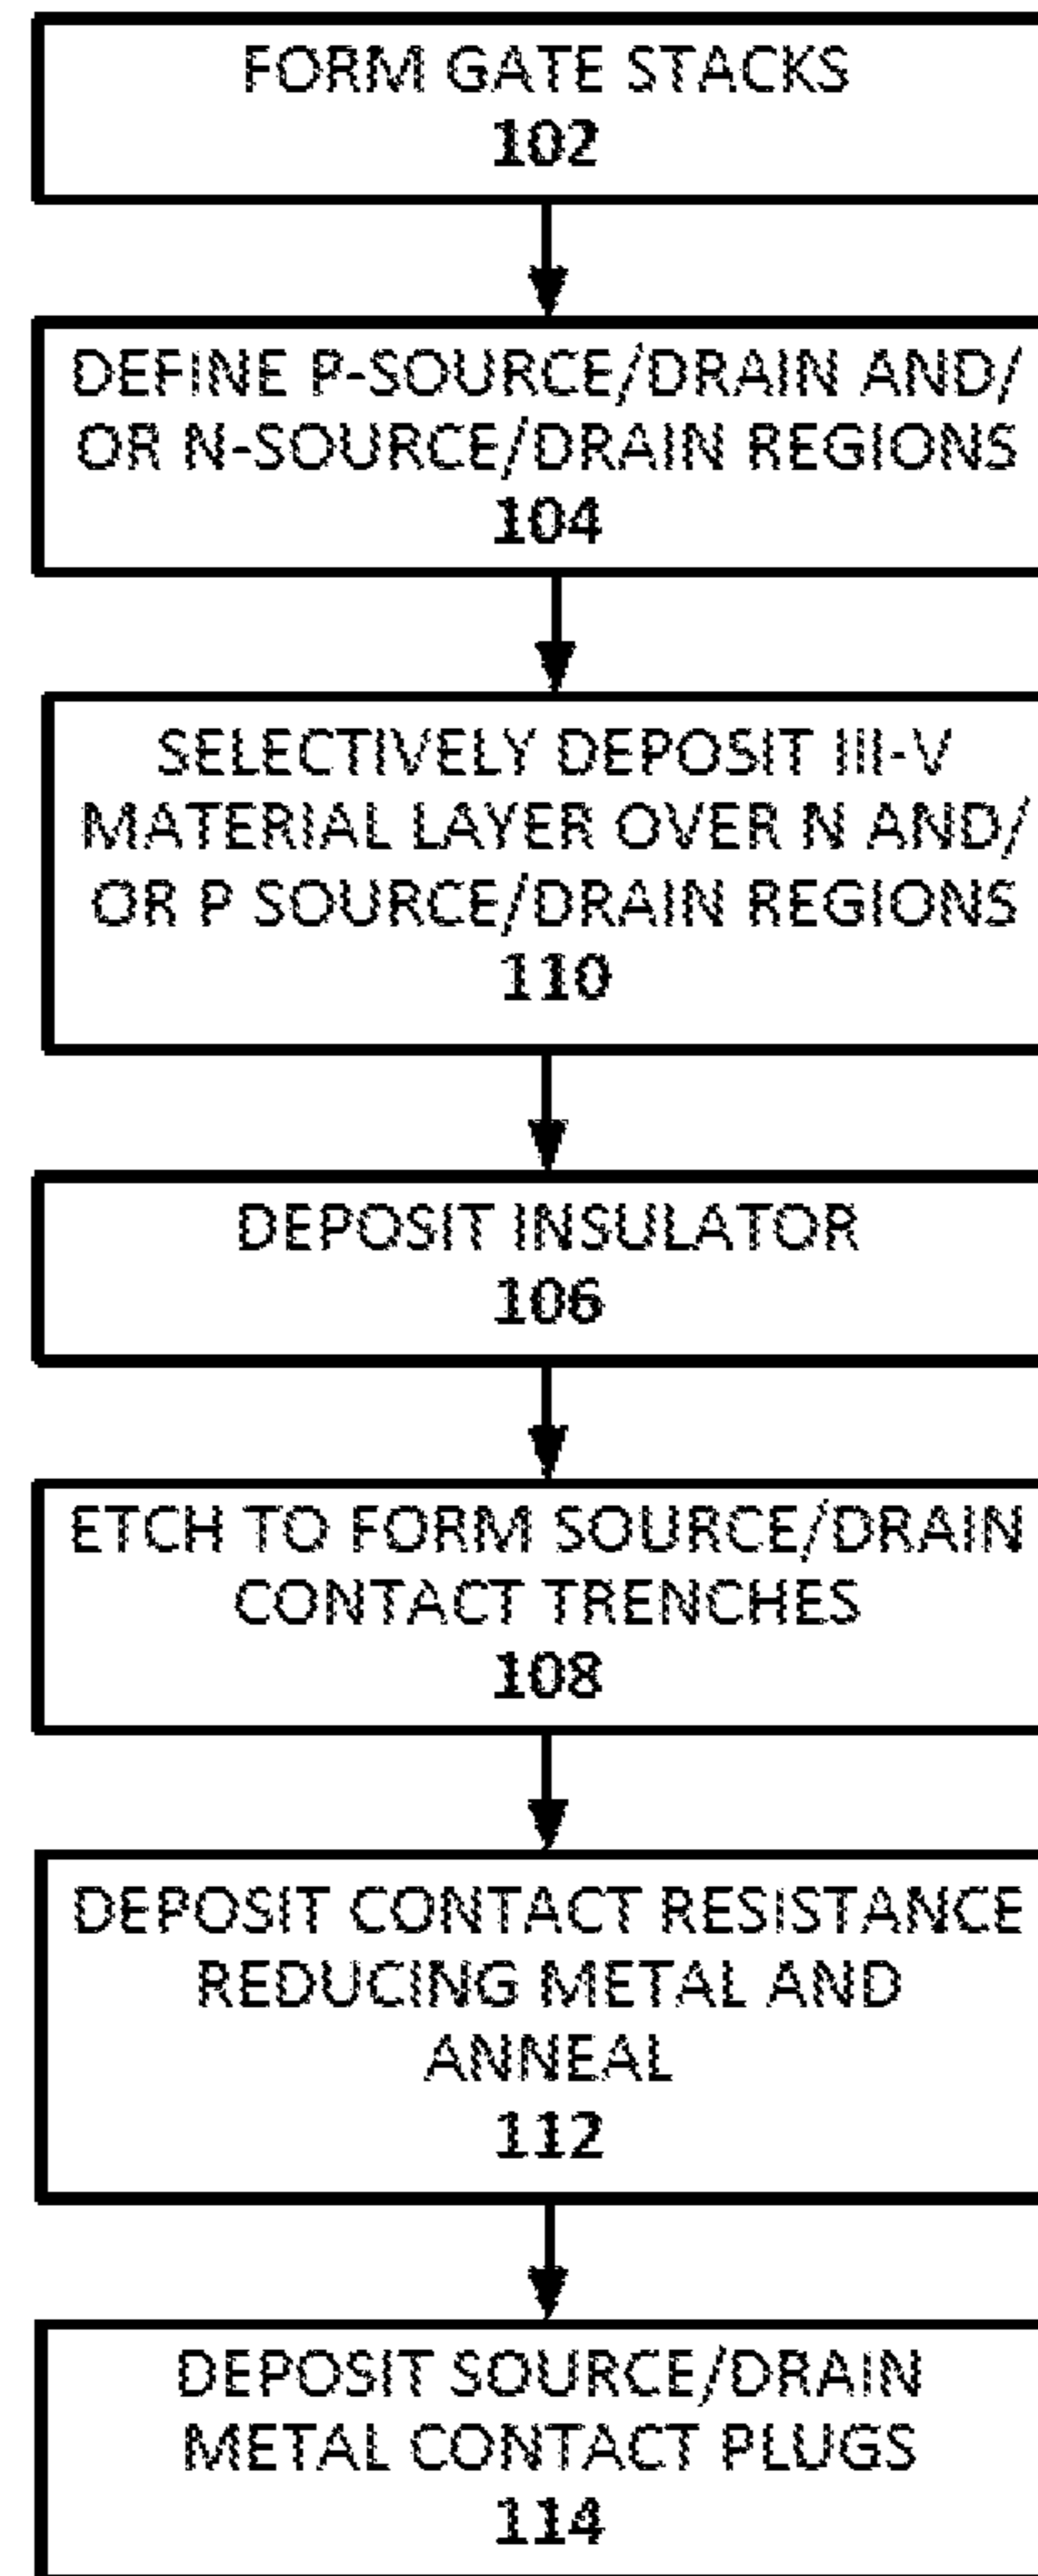 FORM GATE STACKS
102
DEFINE P-SOURCE/DRAIN AND/
OR N-SOURCE/DRAIN REGIONS
104
SELECTIVELY DEPOSIT III-V
MATERIAL LAYER OVER N AND/
OR P SOURCE/DRAIN REGIONS
110
DEPOSIT INSULATOR
106
ETCH TO FORM SOURCE/DRAIN
CONTACT TRENCHES
108
DEPOSIT CONTACT RESISTANCE
REDUCING METAL AND
ANNEAL
112
DEPOSIT SOURCE/DRAIN
METAL CONTACT PLUGS
114